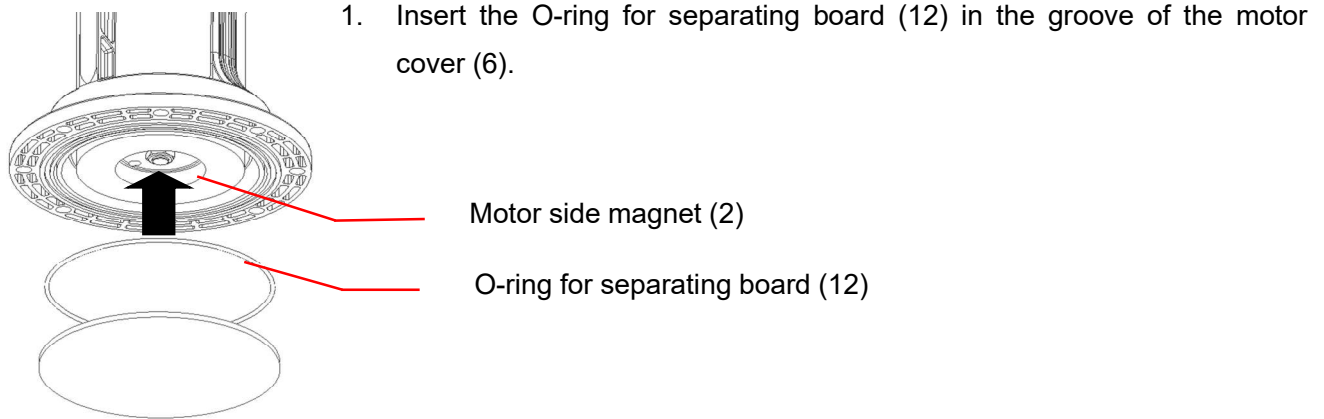 1. Insert the O-ring for separating board (12) in the groove of the motor
cover (6).
Motor side magnet (2)
O-ring for separating board (12)